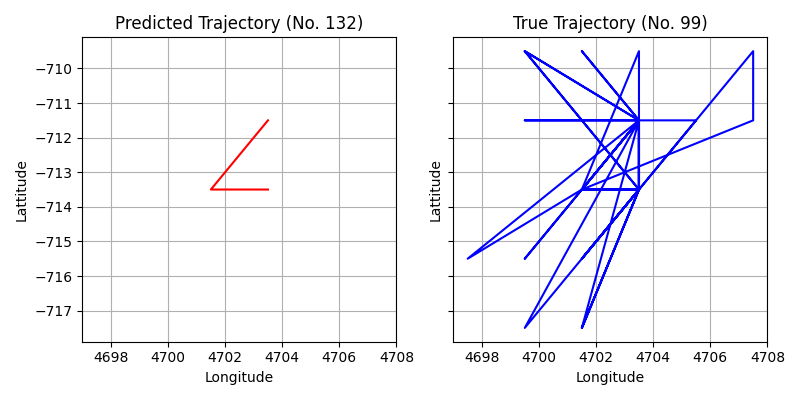 Predicted Trajectory (No. 132)
True Trajectory (No. 99)
−710
−711
−712
−713
−714
−715
−716
−717
Lattitude
Lattitude
4698 4700 4702 4704 4706 4708
4698 4700 4702 4704 4706 4708
Longitude
Longitude